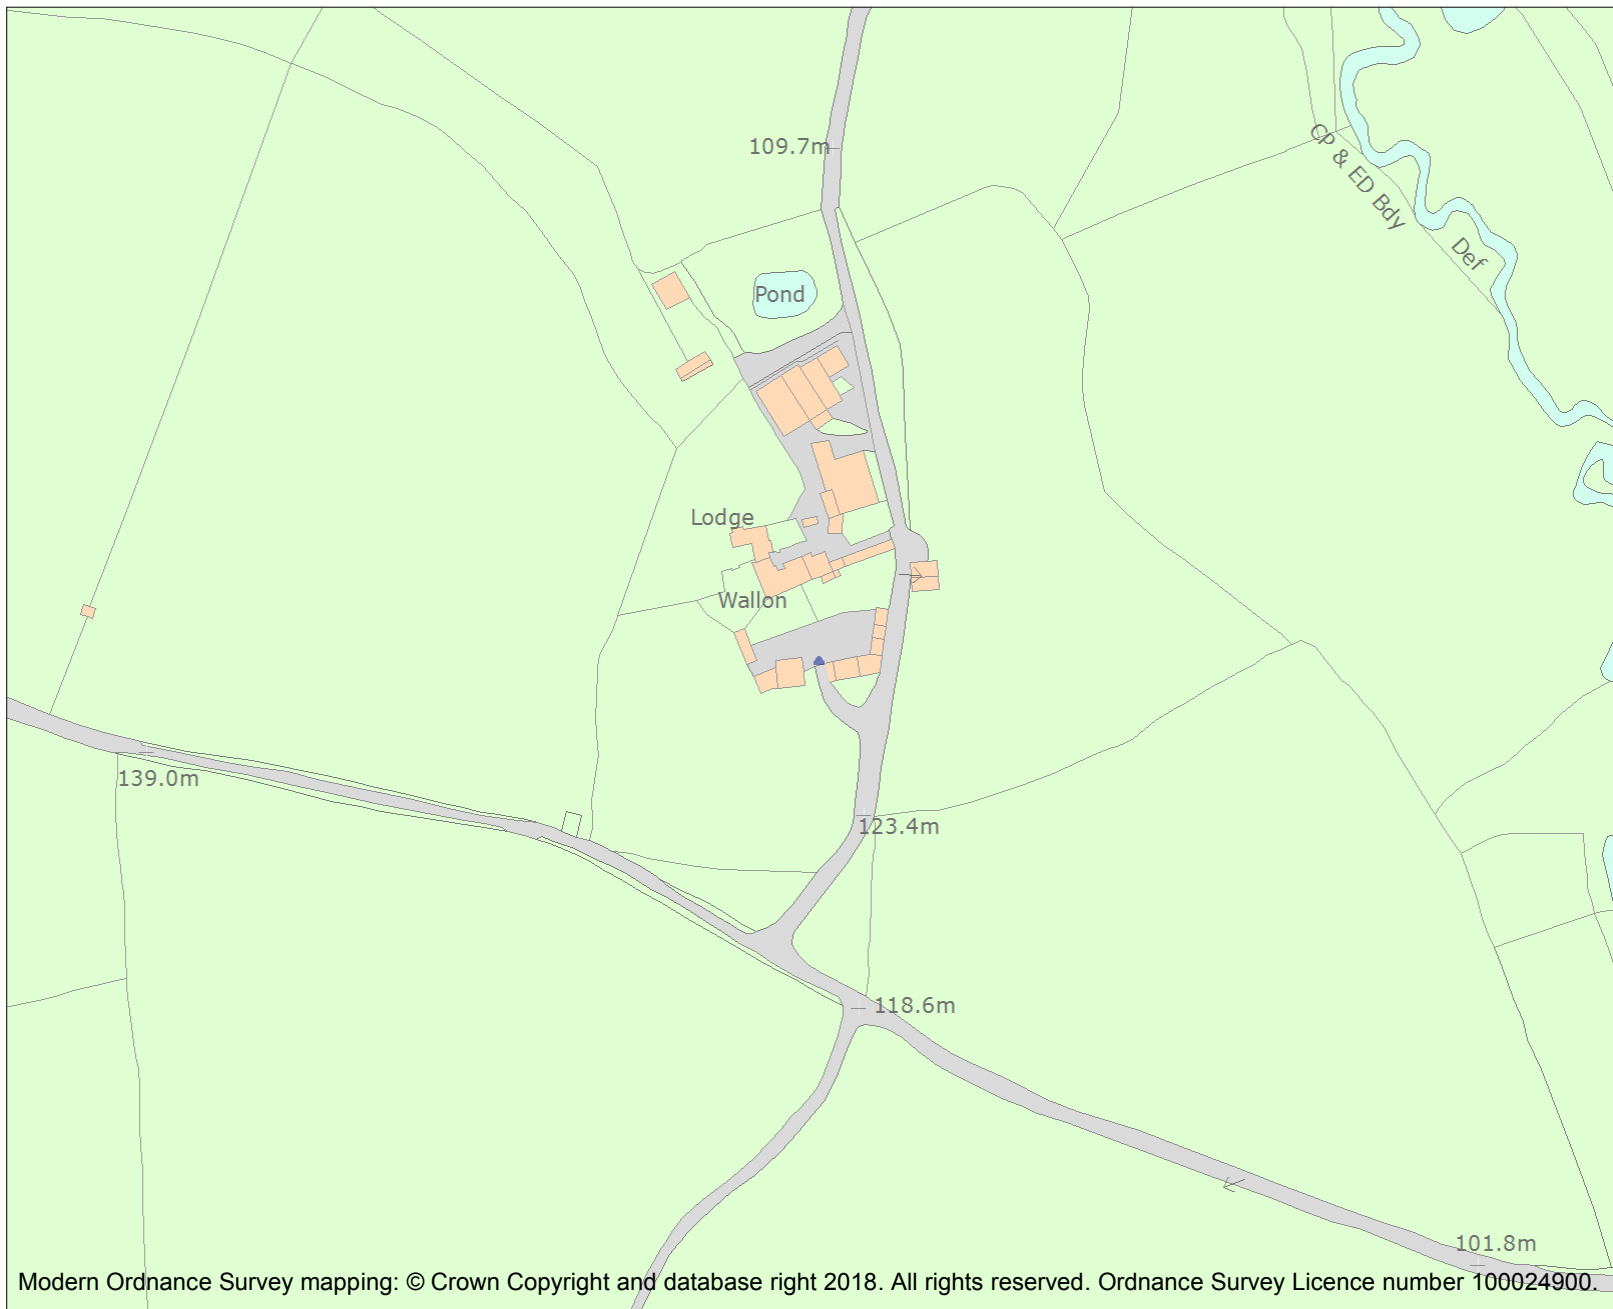 109.7m
CP & ED Bdy
Def
Pond
Lodge
Wallon
139.0m
123.4m
118.6m
101.8m
Modern Ordnance Survey mapping: © Crown Copyright and database right 2018. All rights reserved. Ordnance Survey Licence number 100024900.